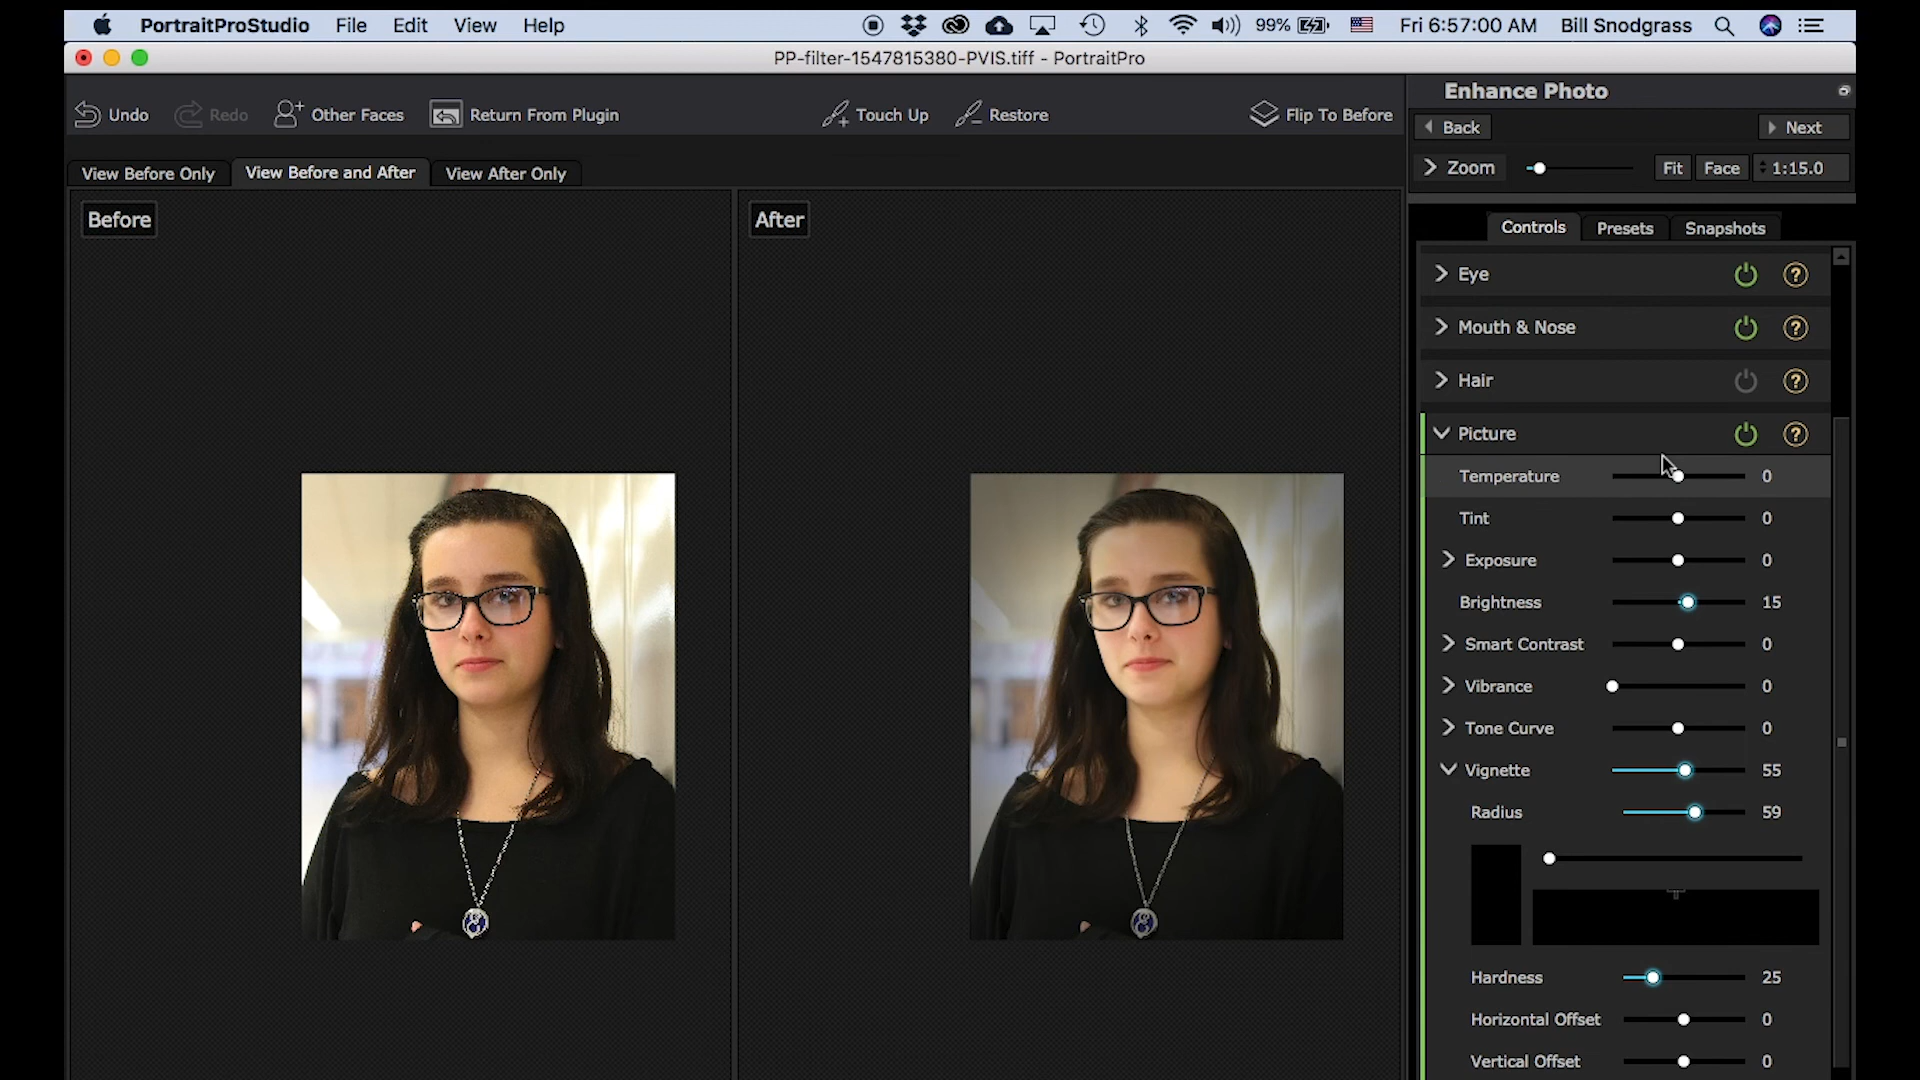 PortraitProStudio File Edit View Help 99% Fri 6:57:00 AM Bill Snodgrass
PP-filter-1547815380-PVIS.tiff - PortraitPro
Undo Redo Other Faces Return From Plugin Touch Up Restore Flip To Before
View Before Only View Before and After View After Only
Before
After
Enhance Photo
Back Next
Zoom Fit Face 1:15.0
Controls Presets Snapshots
Eye ?
Mouth & Nose ?
Hair ?
Picture ?
Temperature 0
Tint 0
Exposure 0
Brightness 15
Smart Contrast 0
Vibrance 0
Tone Curve 0
Vignette 55
Radius 59
Hardness 25
Horizontal Offset 0
Vertical Offset 0